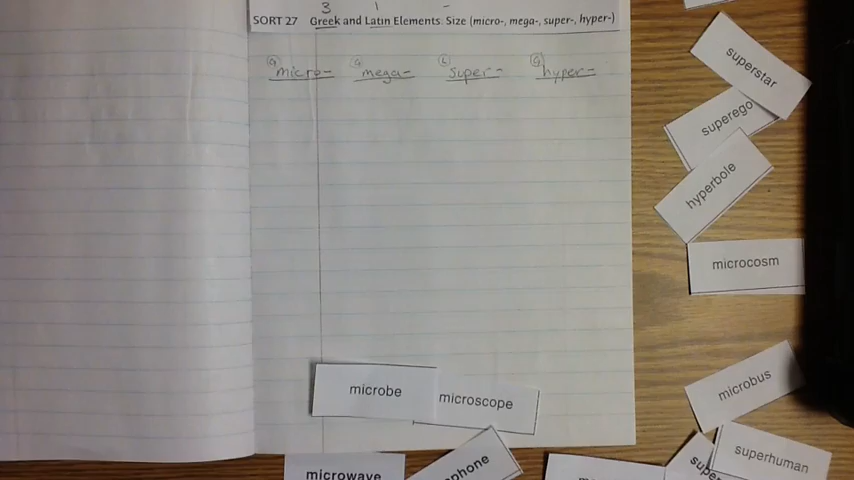 3 1 -
SORT 27 Greek and Latin Elements: Size (micro-, mega-, super-, hyper-)
G micro- G mega- L super- G hyper-
superstar
superego
hyperbole
microcosm
microbus
microbe
microscope
superhuman
microwave